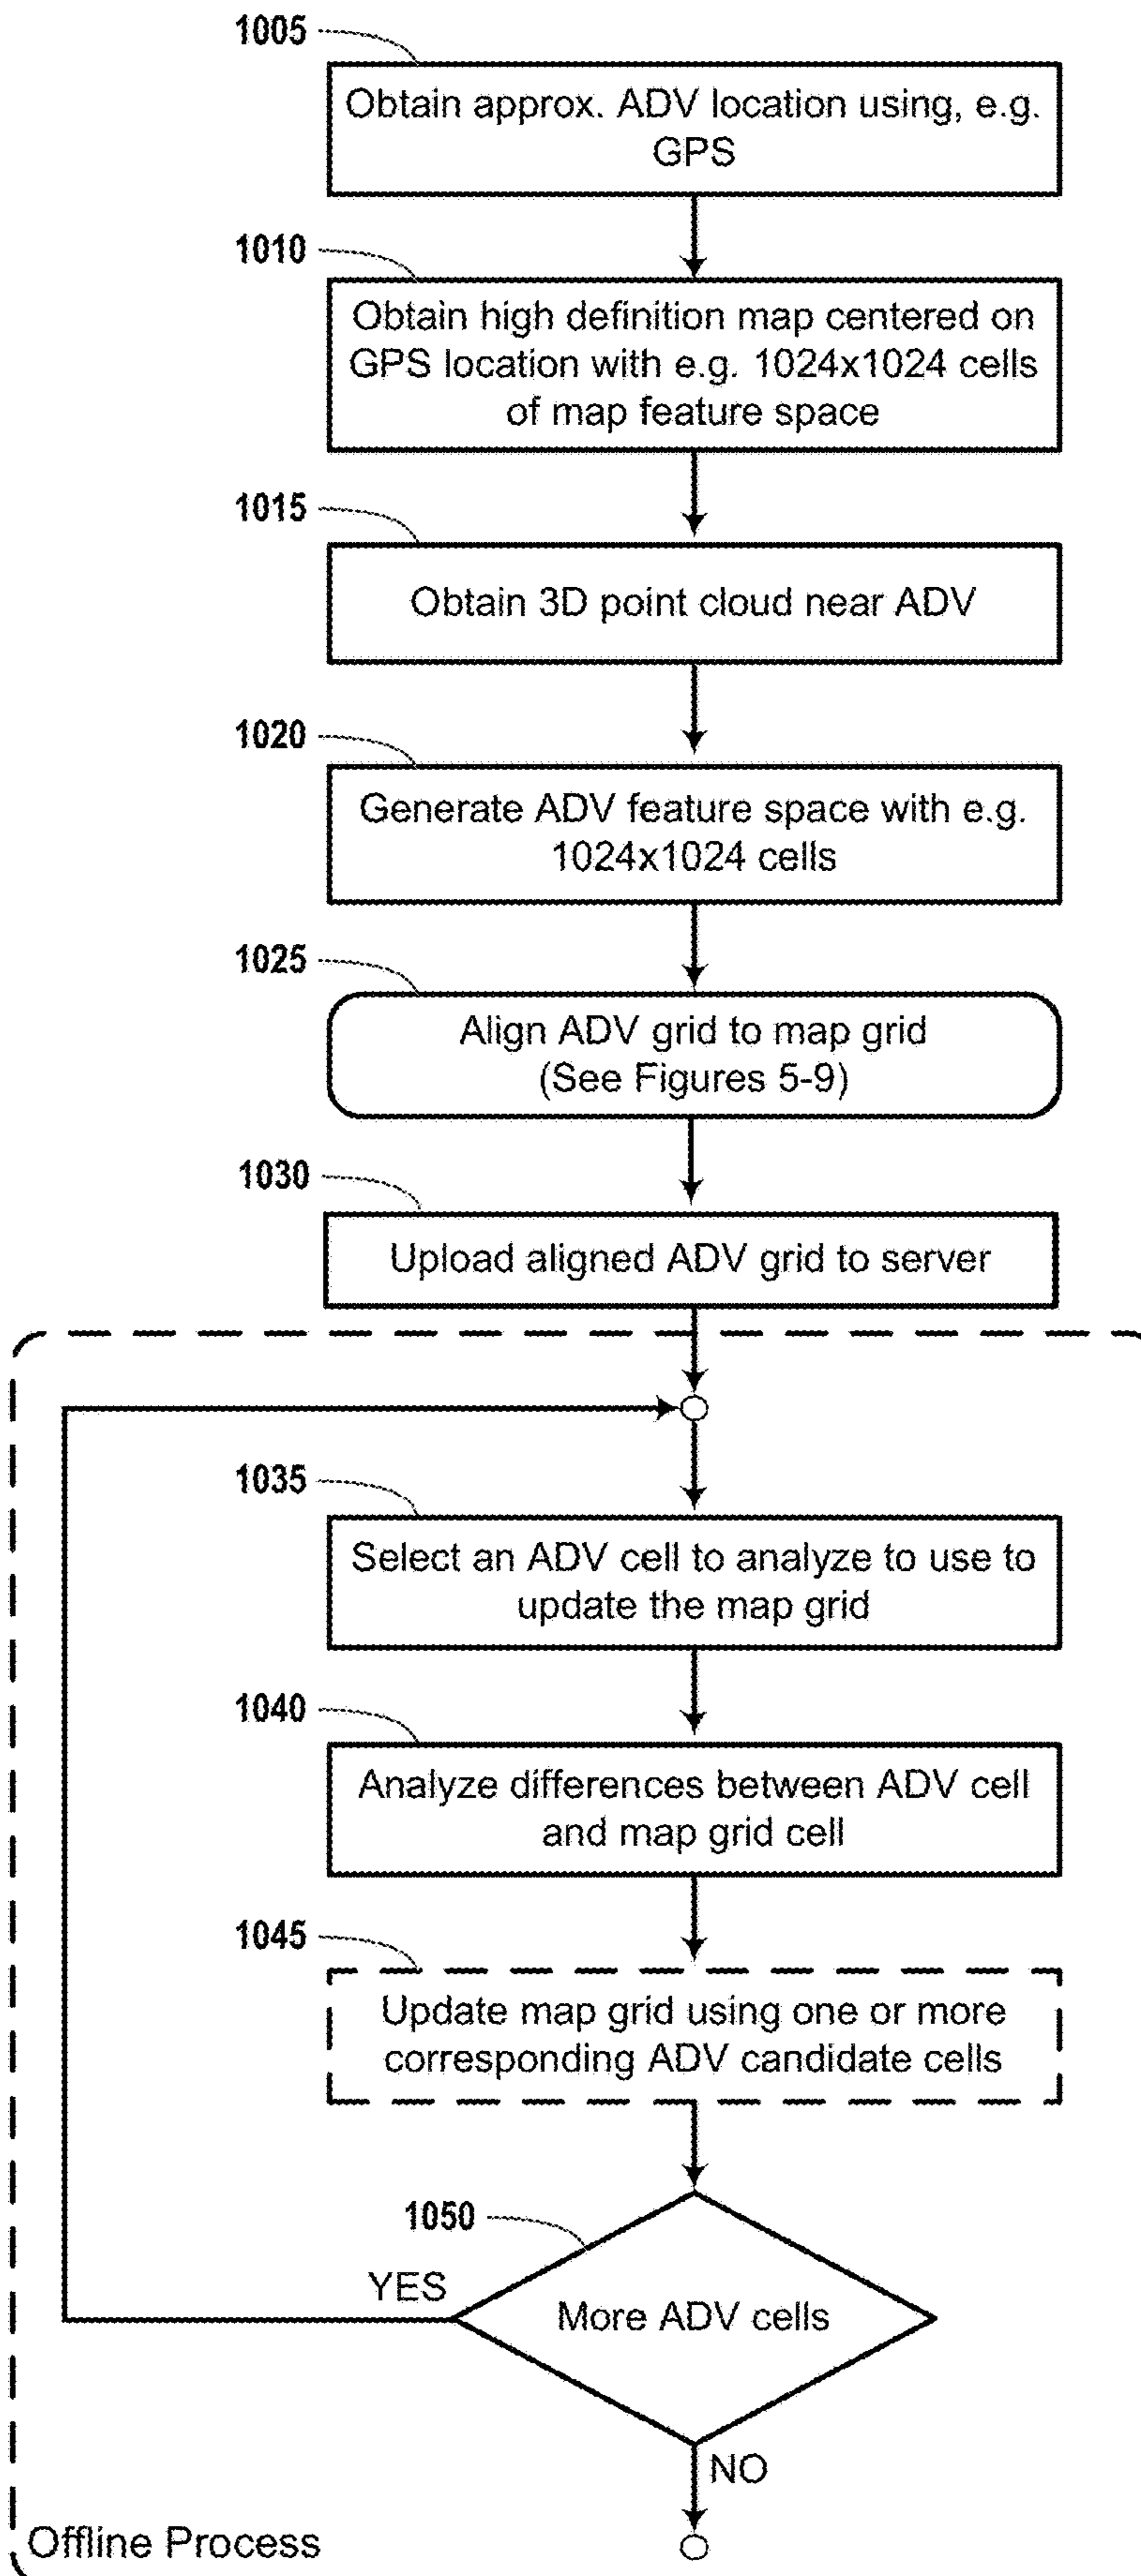 1005
Obtain approx. ADV location using, e.g.
GPS
1010
Obtain high definition map centered on
GPS location with e.g. 1024x1024 cells
of map feature space
1015
Obtain 3D point cloud near ADV
1020
Generate ADV feature space with e.g.
1024x1024 cells
1025
Align ADV grid to map grid
(See Figures 5-9)
1030
Upload aligned ADV grid to server
1035
Select an ADV cell to analyze to use to
update the map grid
1040
Analyze differences between ADV cell
and map grid cell
1045
Update map grid using one or more
corresponding ADV candidate cells
1050
YES
More ADV cells
NO
Offline Process